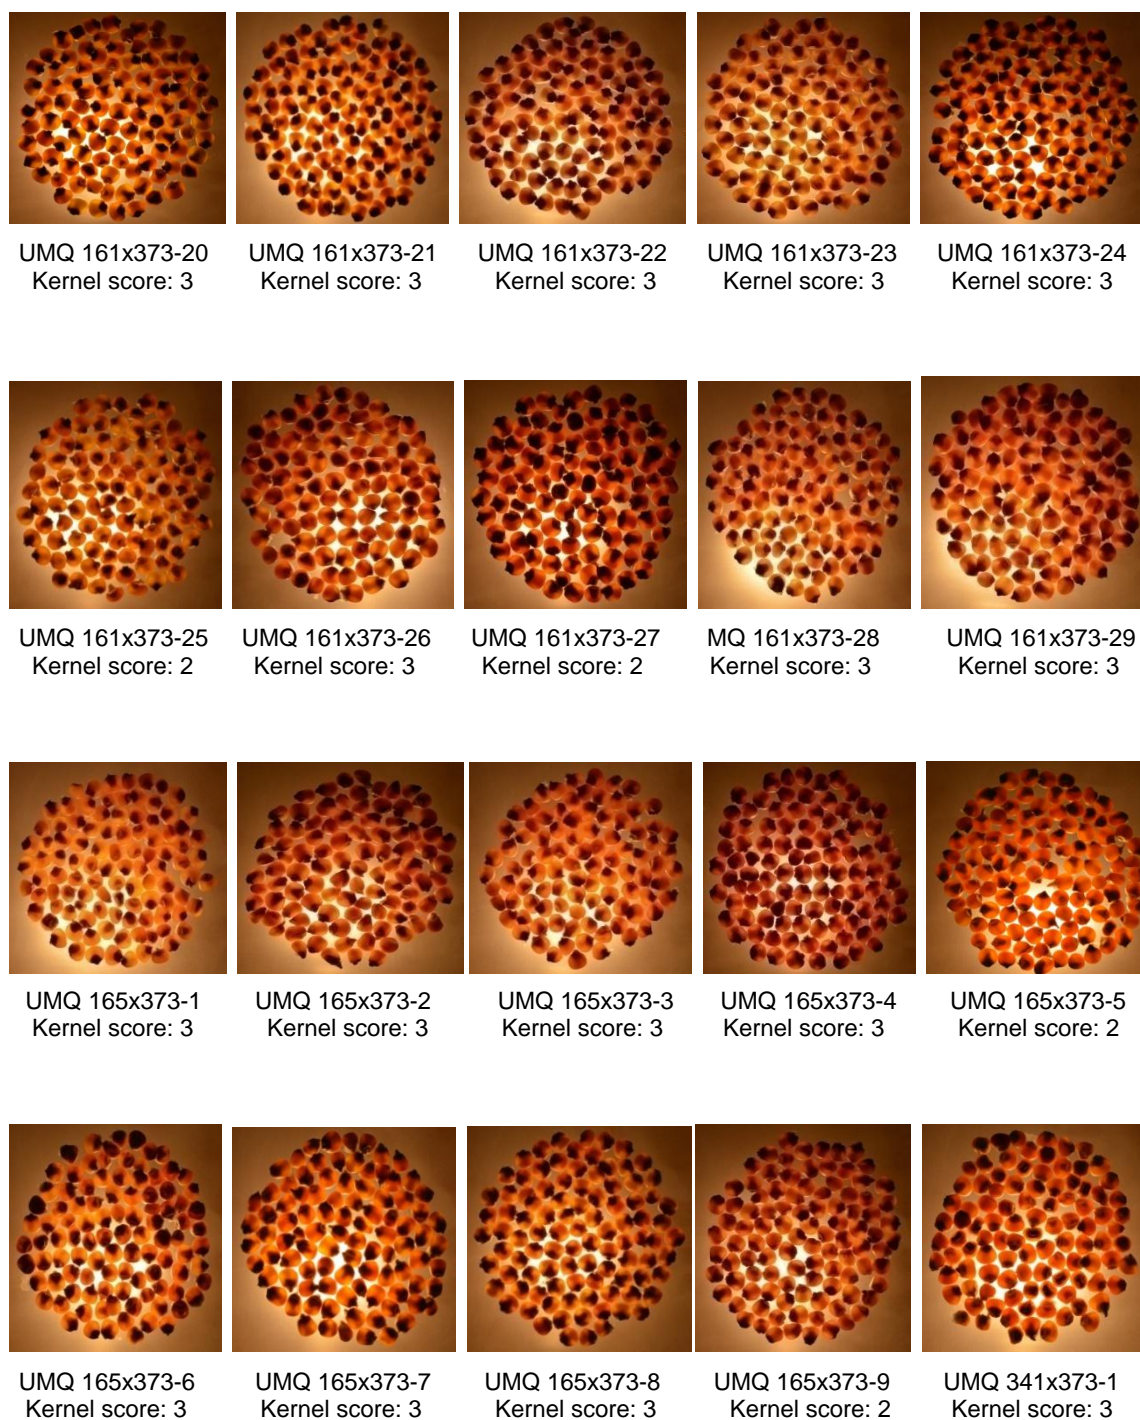 UMQ 161x373-20
Kernel score: 3
UMQ 161x373-21
Kernel score: 3
UMQ 161x373-22
Kernel score: 3
UMQ 161x373-23
Kernel score: 3
UMQ 161x373-24
Kernel score: 3
UMQ 161x373-25
Kernel score: 2
UMQ 161x373-26
Kernel score: 3
UMQ 161x373-27
Kernel score: 2
MQ 161x373-28
Kernel score: 3
UMQ 161x373-29
Kernel score: 3
UMQ 165x373-1
Kernel score: 3
UMQ 165x373-2
Kernel score: 3
UMQ 165x373-3
Kernel score: 3
UMQ 165x373-4
Kernel score: 3
UMQ 165x373-5
Kernel score: 2
UMQ 165x373-6
Kernel score: 3
UMQ 165x373-7
Kernel score: 3
UMQ 165x373-8
Kernel score: 3
UMQ 165x373-9
Kernel score: 2
UMQ 341x373-1
Kernel score: 3